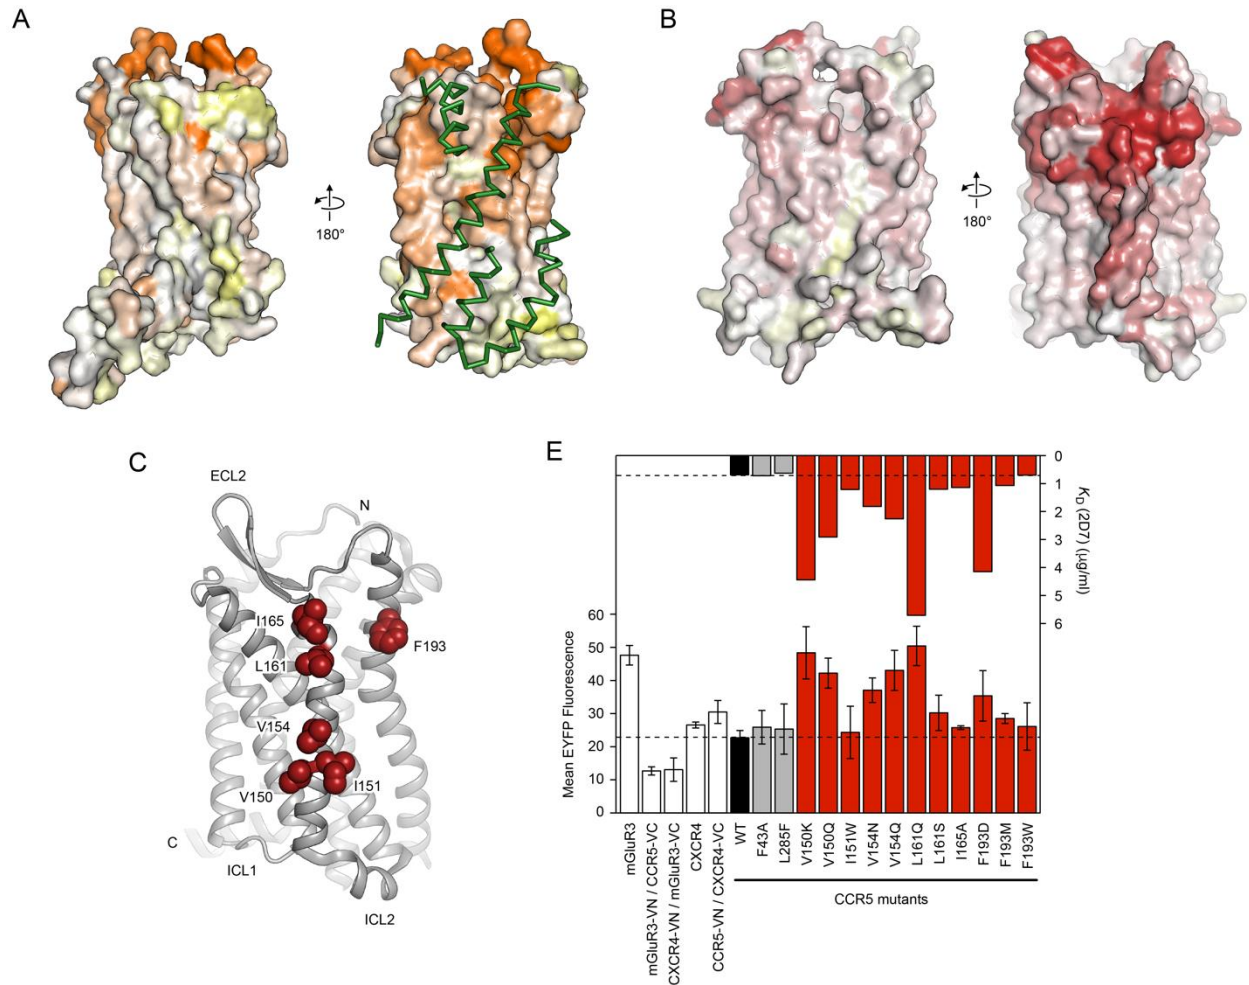 A
B
180°
180°
C
ECL2
N
I165
F193
L161
V154
V150
I151
C
ICL1
ICL2
E
0
1
2
3
4
5
6
K_D (2D7) (µg/ml)
60
50
40
30
20
10
0
Mean EYFP Fluorescence
mGluR3
mGluR3-VN / CCR5-VC
CXCR4-VN / mGluR3-VC
CXCR4
CCR5-VN / CXCR4-VC
WT
F43A
L285F
V150K
V150Q
I151W
V154N
V154Q
L161Q
L161S
I165A
F193D
F193M
F193W
CCR5 mutants